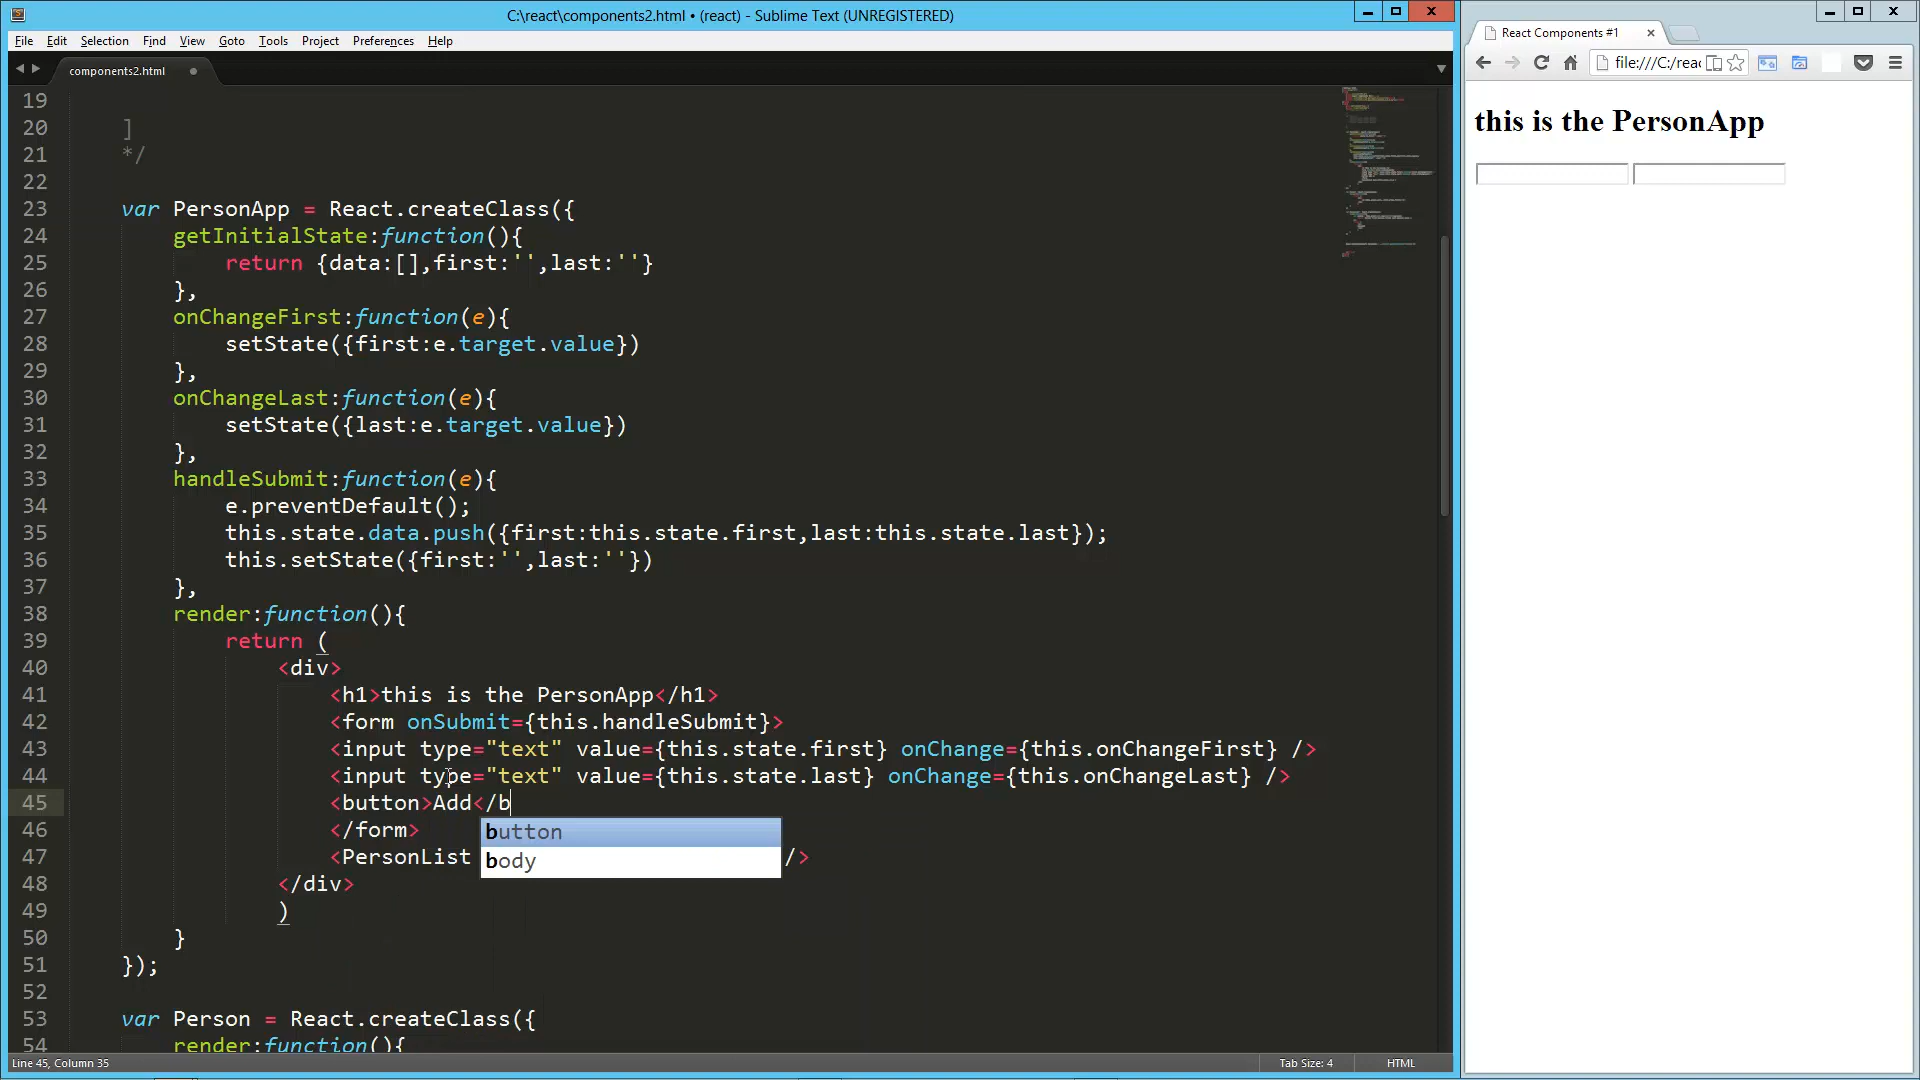 C:\react\components2.html • (react) - Sublime Text (UNREGISTERED)
File Edit Selection Find View Goto Tools Project Preferences Help
components2.html
19
20 ]
21 */
22
23 var PersonApp = React.createClass({
24 getInitialState:function(){
25 return {data:[],first:'',last:''}
26 },
27 onChangeFirst:function(e){
28 setState({first:e.target.value})
29 },
30 onChangeLast:function(e){
31 setState({last:e.target.value})
32 },
33 handleSubmit:function(e){
34 e.preventDefault();
35 this.state.data.push({first:this.state.first,last:this.state.last});
36 this.setState({first:'',last:''})
37 },
38 render:function(){
39 return (
40 <div>
41 <h1>this is the PersonApp</h1>
42 <form onSubmit={this.handleSubmit}>
43 <input type="text" value={this.state.first} onChange={this.onChangeFirst} />
44 <input type="text" value={this.state.last} onChange={this.onChangeLast} />
45 <button>Add</b
46 </form>
button
47 <PersonList />
body
48 </div>
49 )
50 }
51 });
52
53 var Person = React.createClass({
54 render:function(){
Line 45, Column 35
Tab Size: 4
HTML
React Components #1
file:///C:/reac
this is the PersonApp